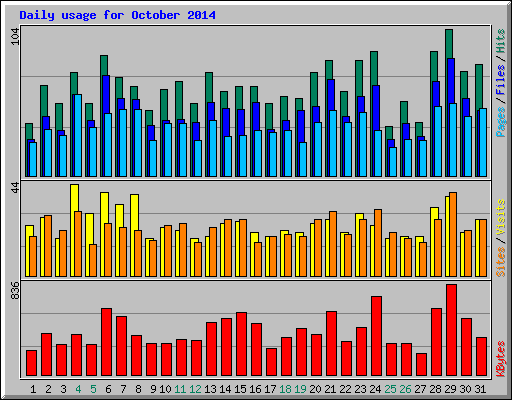 Daily usage for October 2014
104
Pages / Files / Hits
44
Sites / Visits
836
KBytes
1 2 3 4 5 6 7 8 9 10 11 12 13 14 15 16 17 18 19 20 21 22 23 24 25 26 27 28 29 30 31